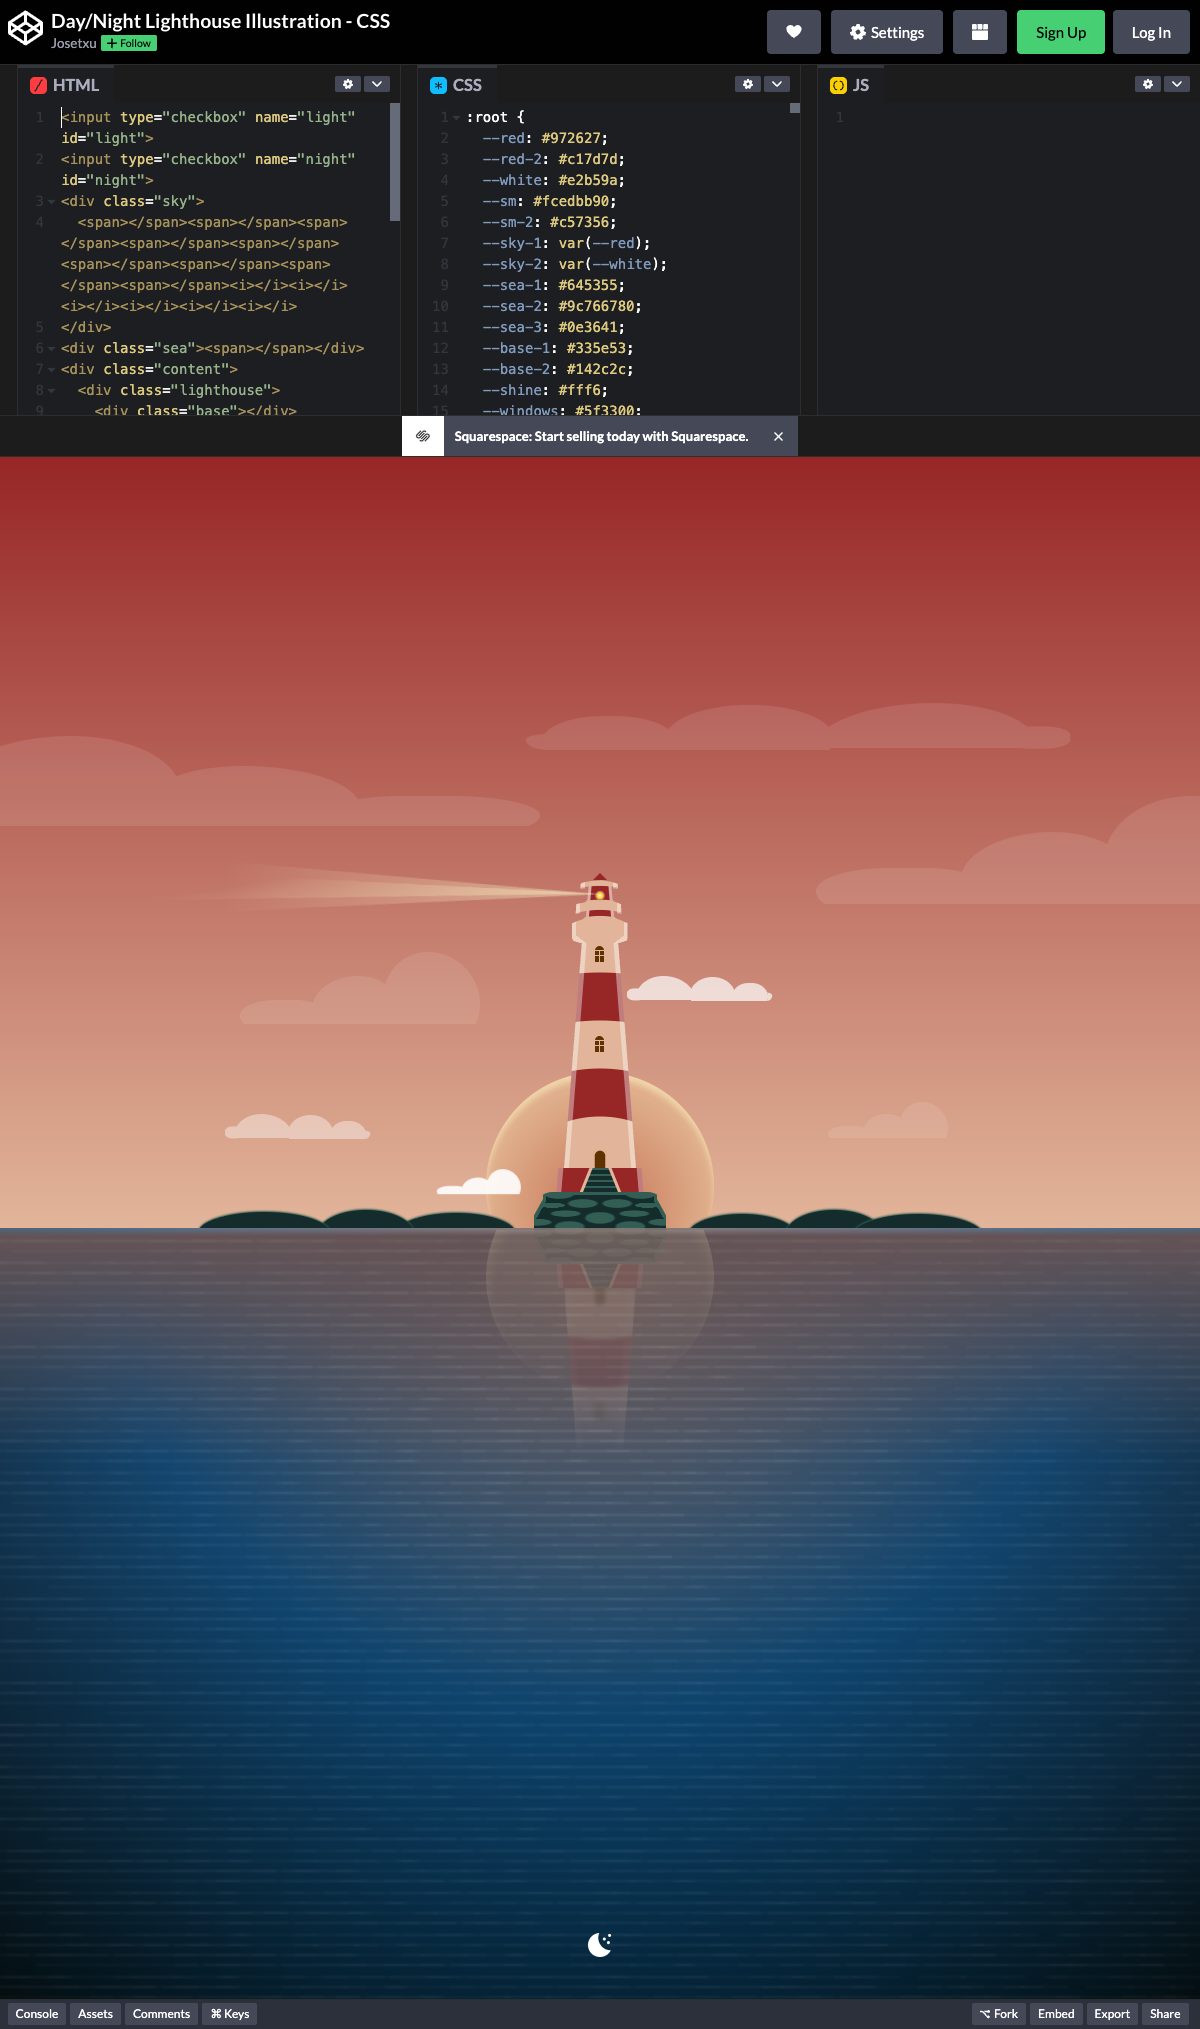 Day/Night Lighthouse Illustration - CSS
Josetxu + Follow
Settings
Sign Up
Log In
HTML
1 <input type="checkbox" name="light"
id="light">
2 <input type="checkbox" name="night"
id="night">
3 <div class="sky">
4 <span></span><span></span><span>
</span><span></span><span></span>
<span></span><span></span><span>
</span><span></span><i></i><i></i>
<i></i><i></i><i></i><i></i>
5 </div>
6 <div class="sea"><span></span></div>
7 <div class="content">
8 <div class="lighthouse">
9 <div class="base"></div>
CSS
1 :root {
2 --red: #972627;
3 --red-2: #c17d7d;
4 --white: #e2b59a;
5 --sm: #fcedbb90;
6 --sm-2: #c57356;
7 --sky-1: var(--red);
8 --sky-2: var(--white);
9 --sea-1: #645355;
10 --sea-2: #9c766780;
11 --sea-3: #0e3641;
12 --base-1: #335e53;
13 --base-2: #142c2c;
14 --shine: #fff6;
15 --windows: #5f3300;
JS
1
Squarespace: Start selling today with Squarespace.
Console
Assets
Comments
⌘ Keys
Fork
Embed
Export
Share